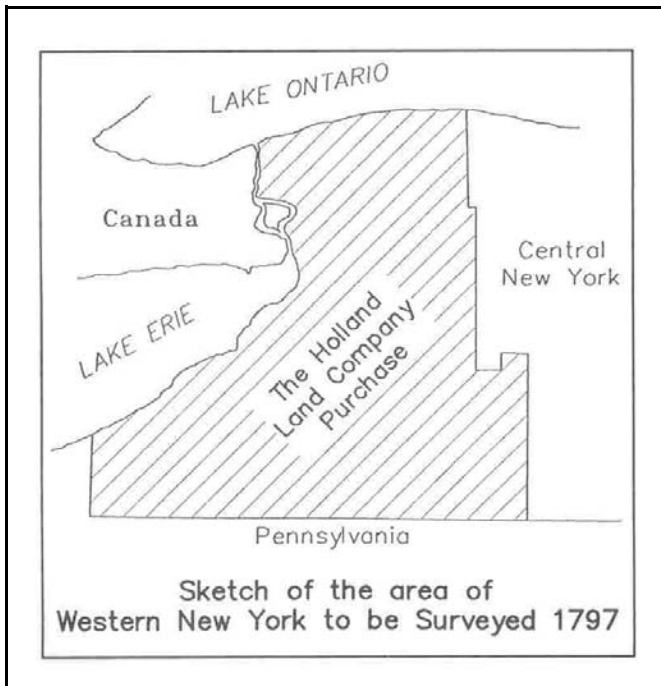 LAKE ONTARIO
Canada
Central
New York
LAKE ERIE
The Holland
Land Company
Purchase
Pennsylvania
Sketch of the area of
Western New York to be Surveyed 1797